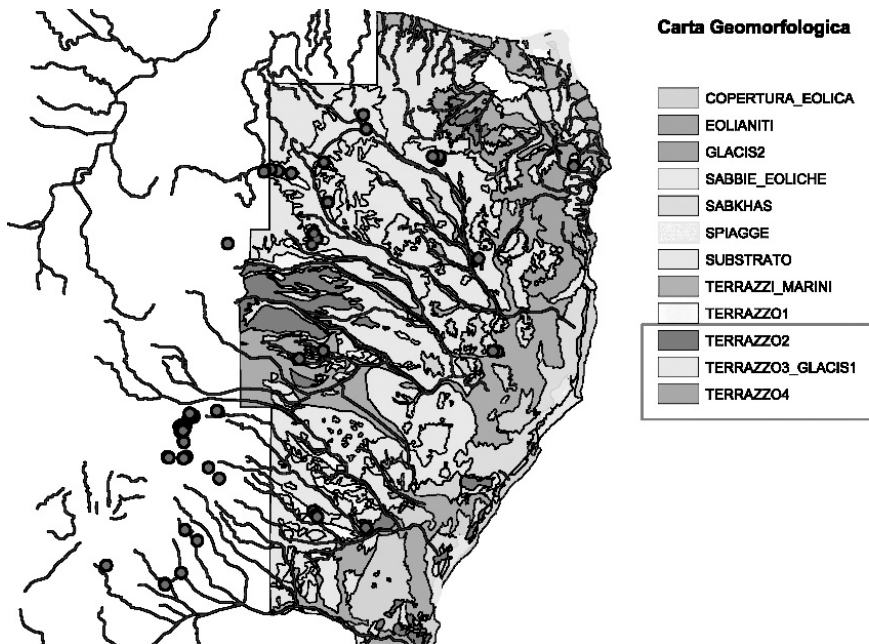 Carta Geomorfologica
COPERTURA_EOLICA
EOLIANITI
GLACIS2
SABBIE_EOLICHE
SABKHAS
SPIAGGE
SUBSTRATO
TERRAZZI_MARINI
TERRAZZO1
TERRAZZO2
TERRAZZO3_GLACIS1
TERRAZZO4